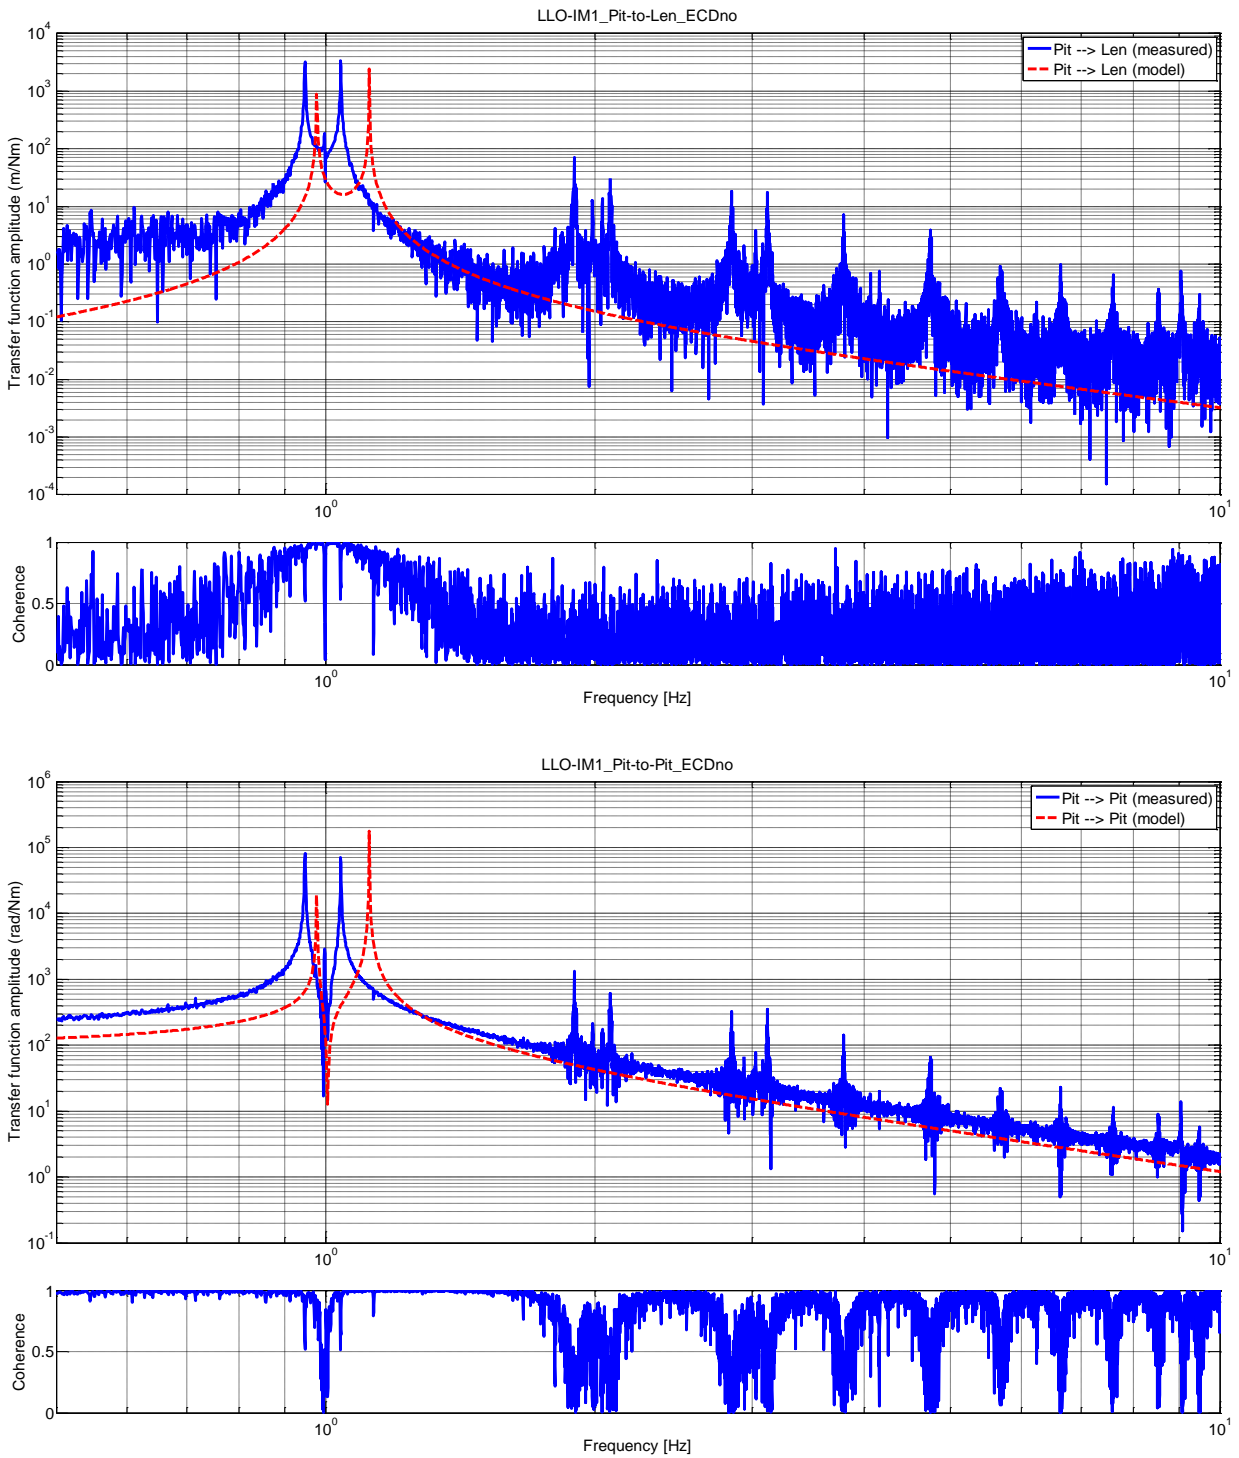 LLO-IM1_Pit-to-Len_ECDno
Transfer function amplitude (m/Nm)
10^4
10^3
10^2
10^1
10^0
10^-1
10^-2
10^-3
10^-4
Pit --> Len (measured)
Pit --> Len (model)
10^0
10^1
Coherence
1
0.5
0
10^0
10^1
Frequency [Hz]
LLO-IM1_Pit-to-Pit_ECDno
Transfer function amplitude (rad/Nm)
10^6
10^5
10^4
10^3
10^2
10^1
10^0
10^-1
Pit --> Pit (measured)
Pit --> Pit (model)
10^0
10^1
Coherence
1
0.5
0
10^0
10^1
Frequency [Hz]